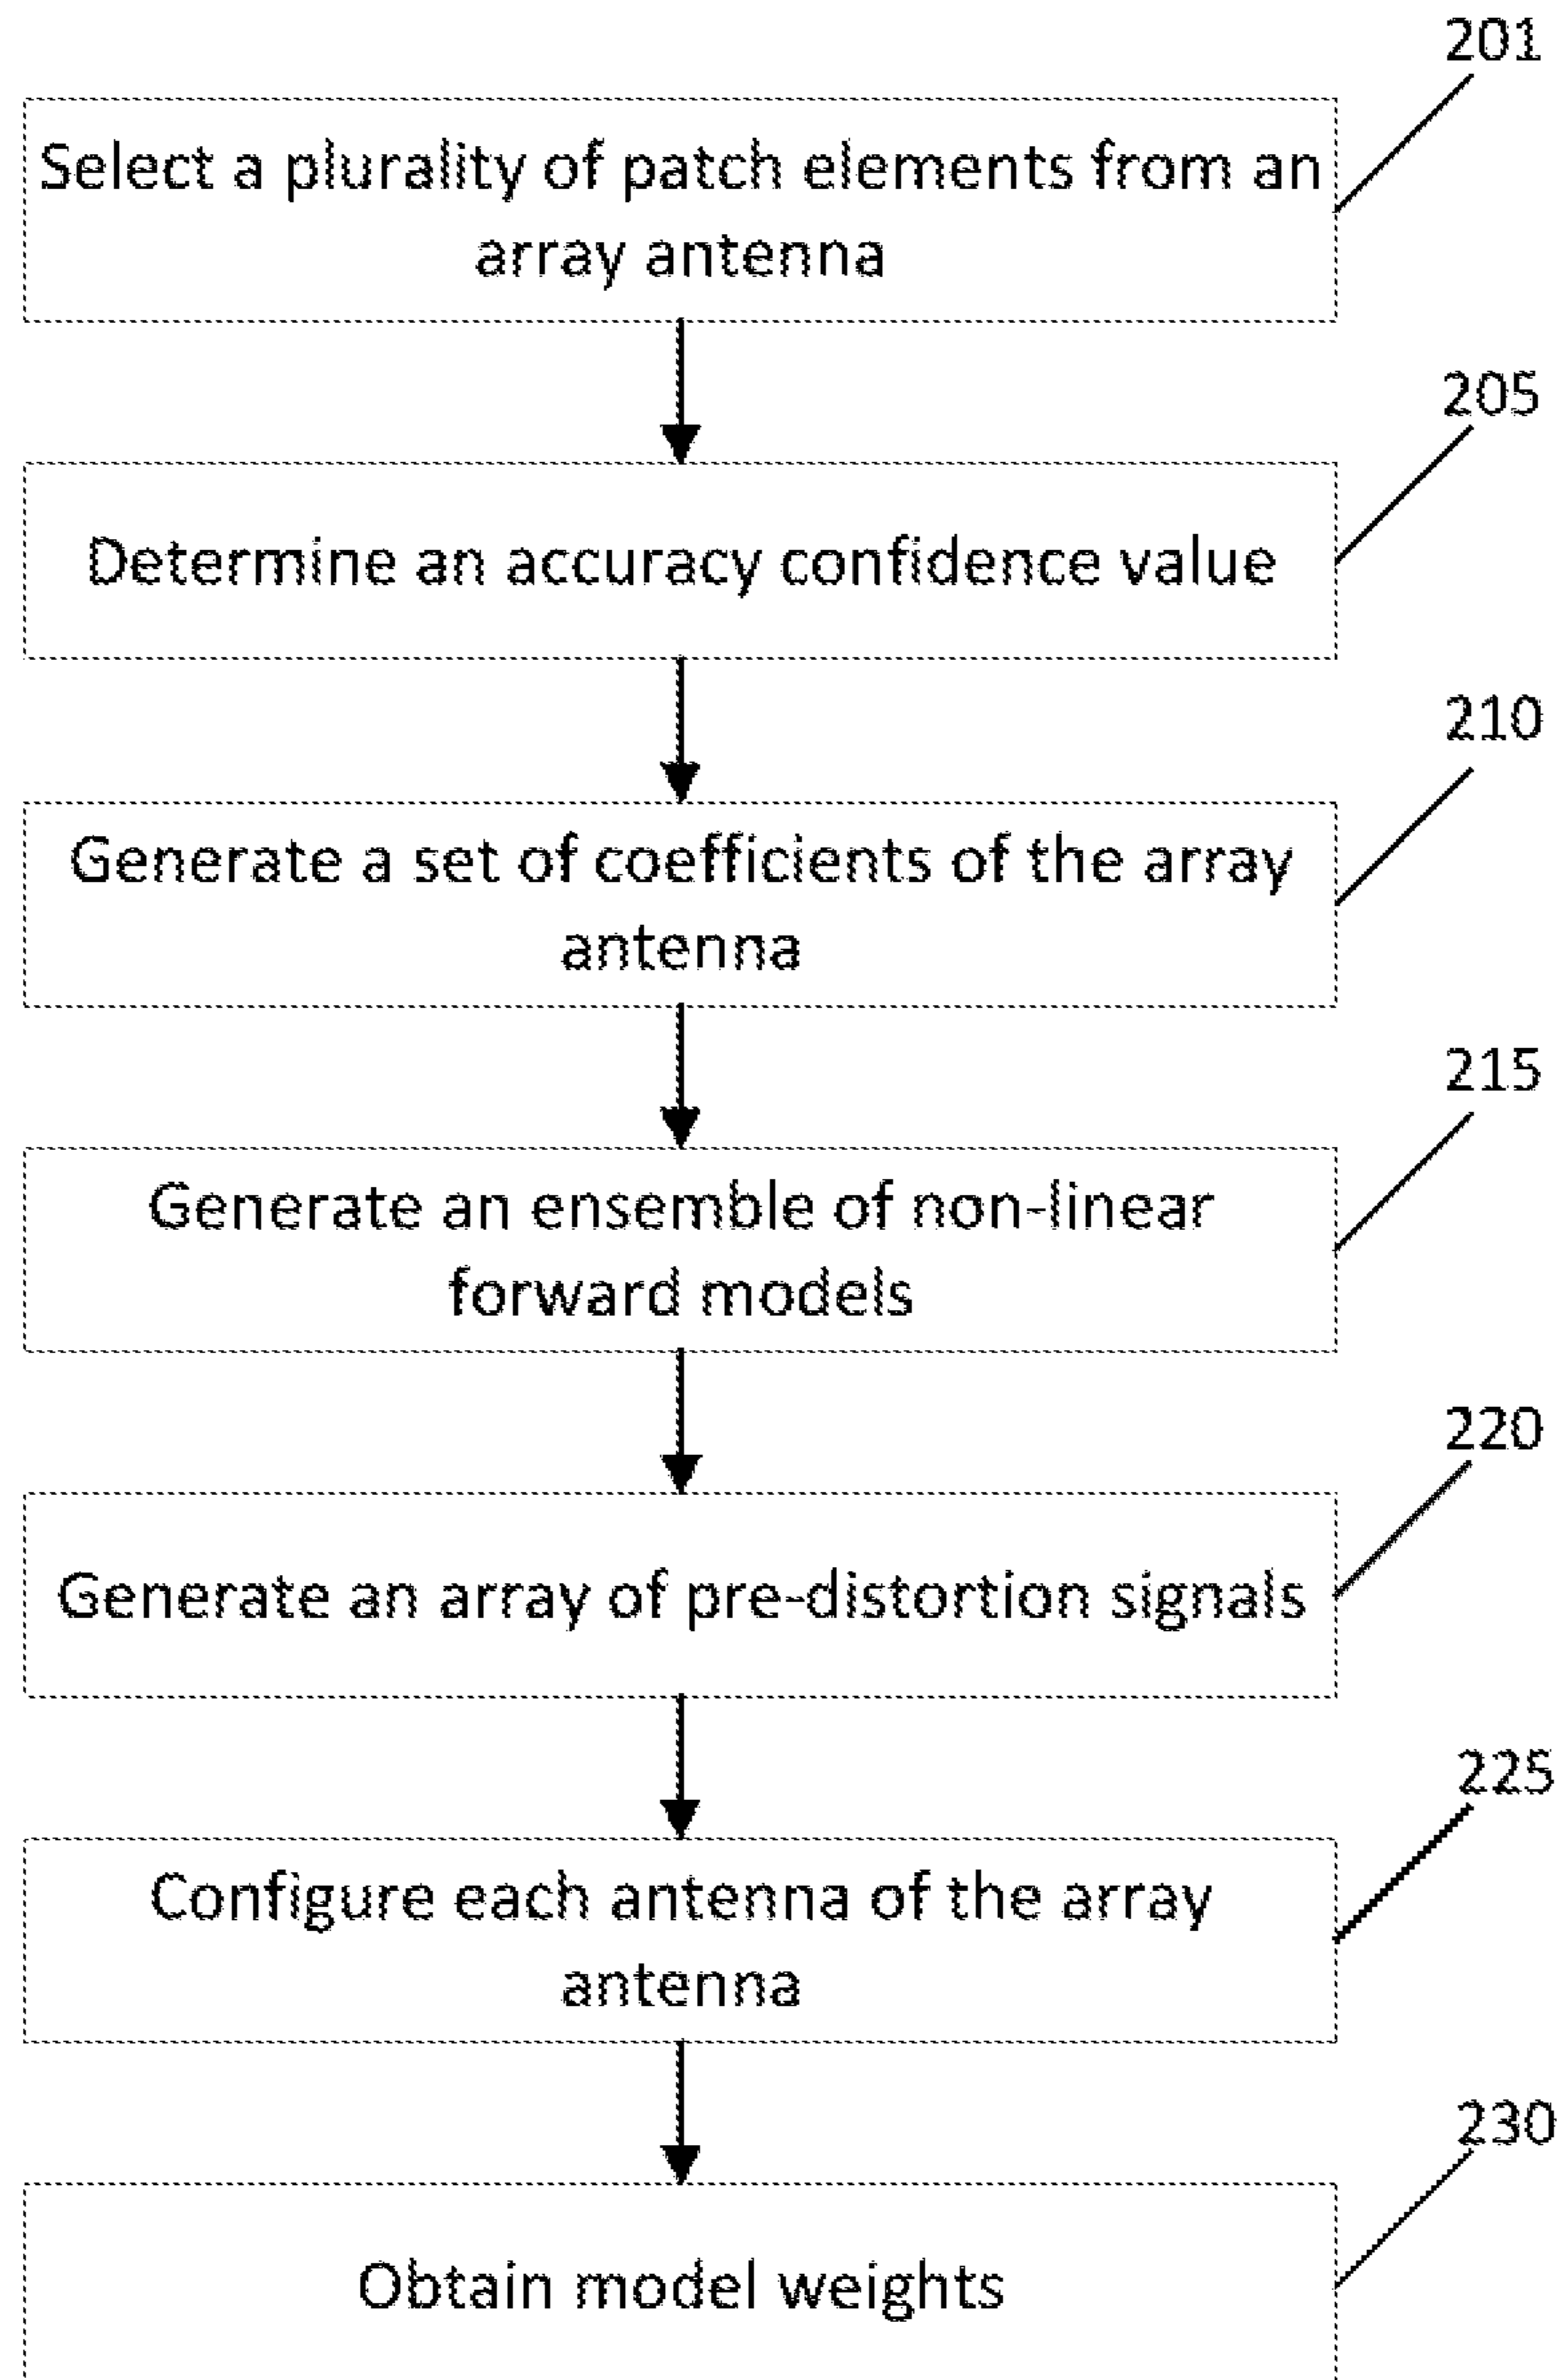 201
Select a plurality of patch elements from an
array antenna
205
Determine an accuracy confidence value
210
Generate a set of coefficients of the array
antenna
215
Generate an ensemble of non-linear
forward models
220
Generate an array of pre-distortion signals
225
Configure each antenna of the array
antenna
230
Obtain model weights